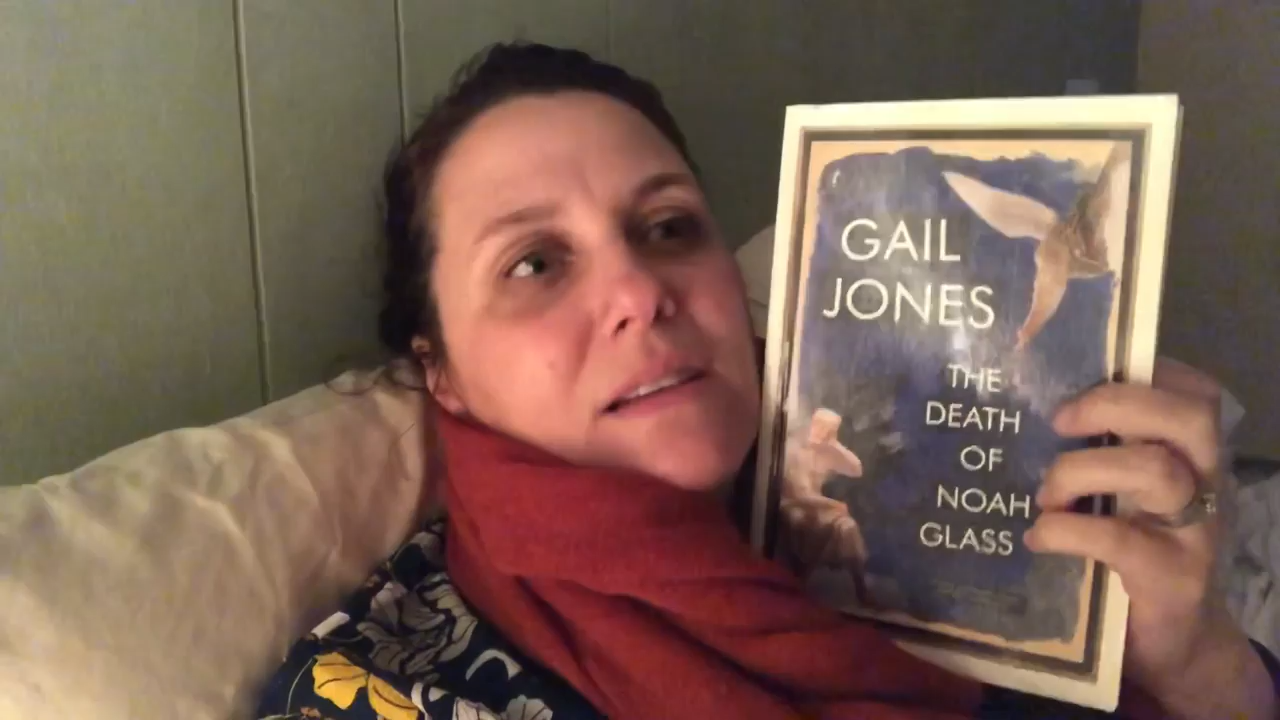 GAIL
JONES
THE
DEATH
OF
NOAH
GLASS